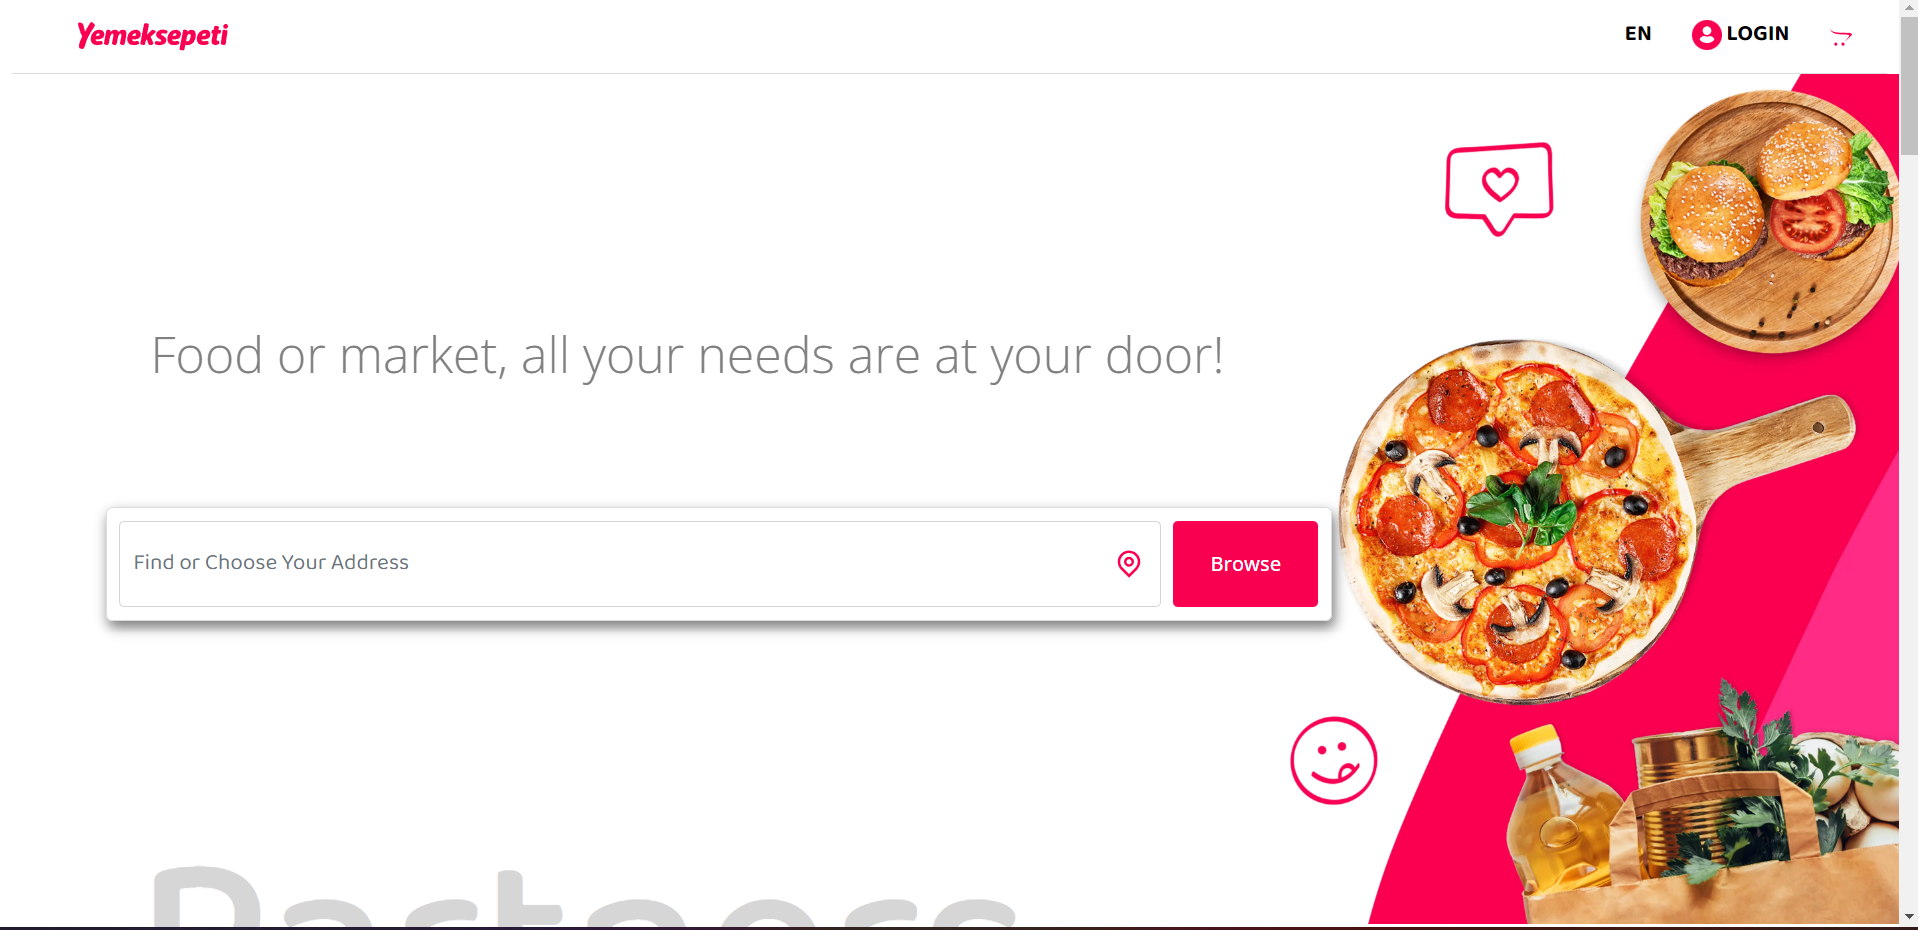 Yemeksepeti
EN
LOGIN
Food or market, all your needs are at your door!
Find or Choose Your Address
Browse
Partners